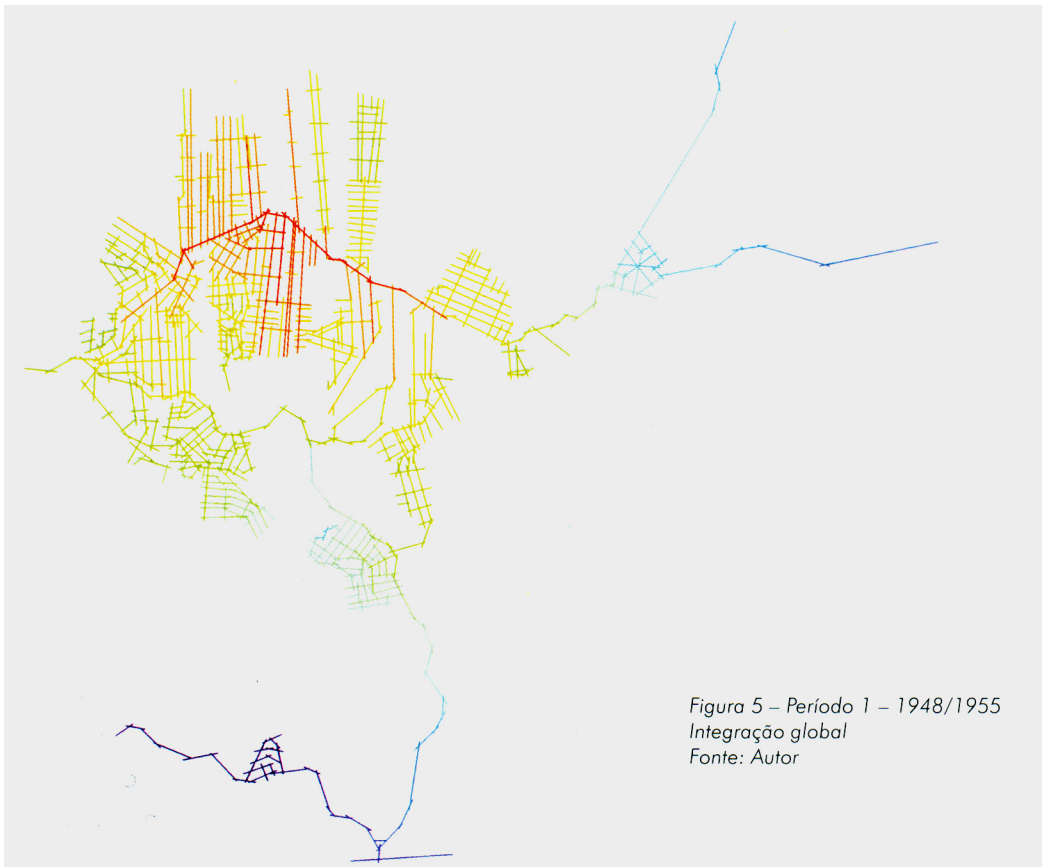 Figura 5 – Período 1 – 1948/1955
Integração global
Fonte: Autor